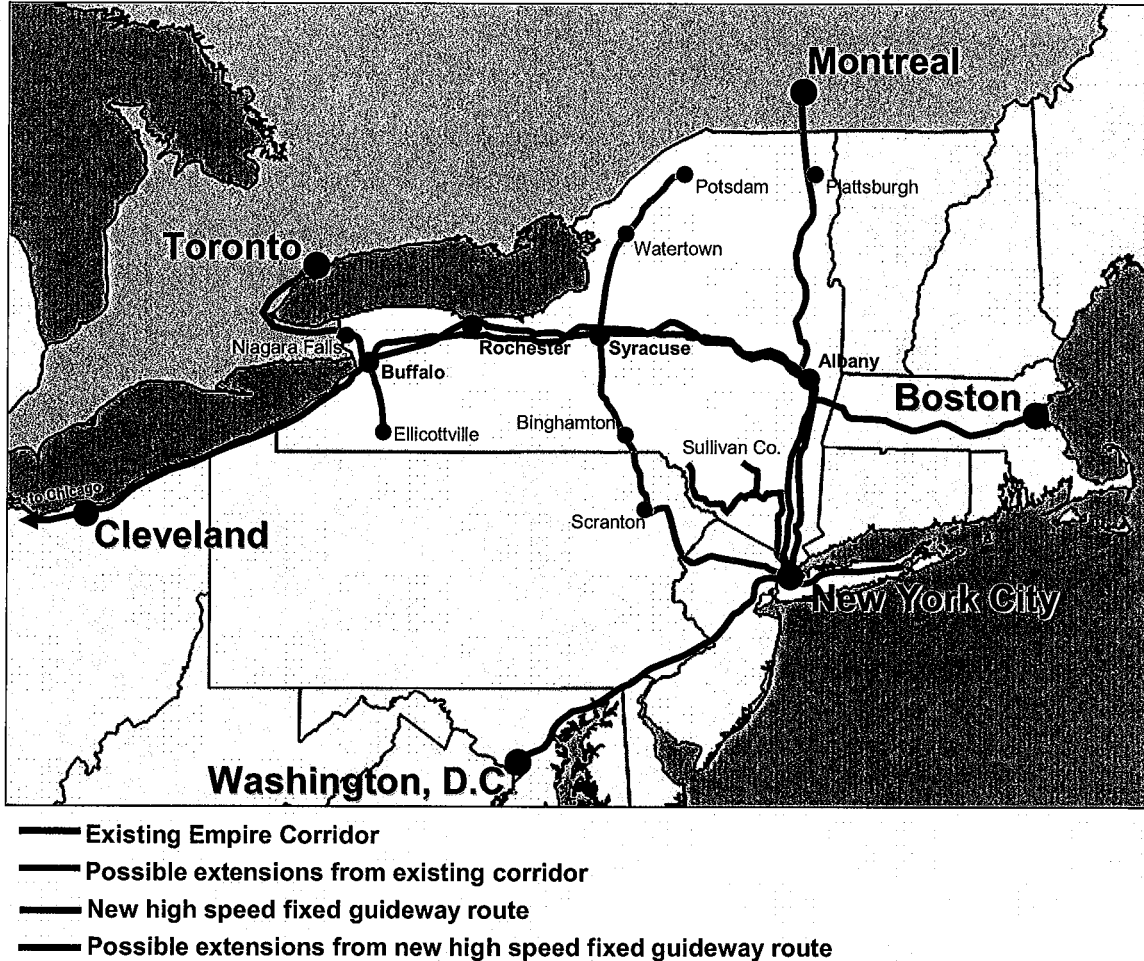 Montreal
Potsdam
Plattsburgh
Toronto
Watertown
Niagara Falls
Rochester
Syracuse
Buffalo
Albany
Boston
Ellicottville
Binghamton
Sullivan Co.
to Chicago
Scranton
Cleveland
New York City
Washington, D.C
Existing Empire Corridor
Possible extensions from existing corridor
New high speed fixed guideway route
Possible extensions from new high speed fixed guideway route